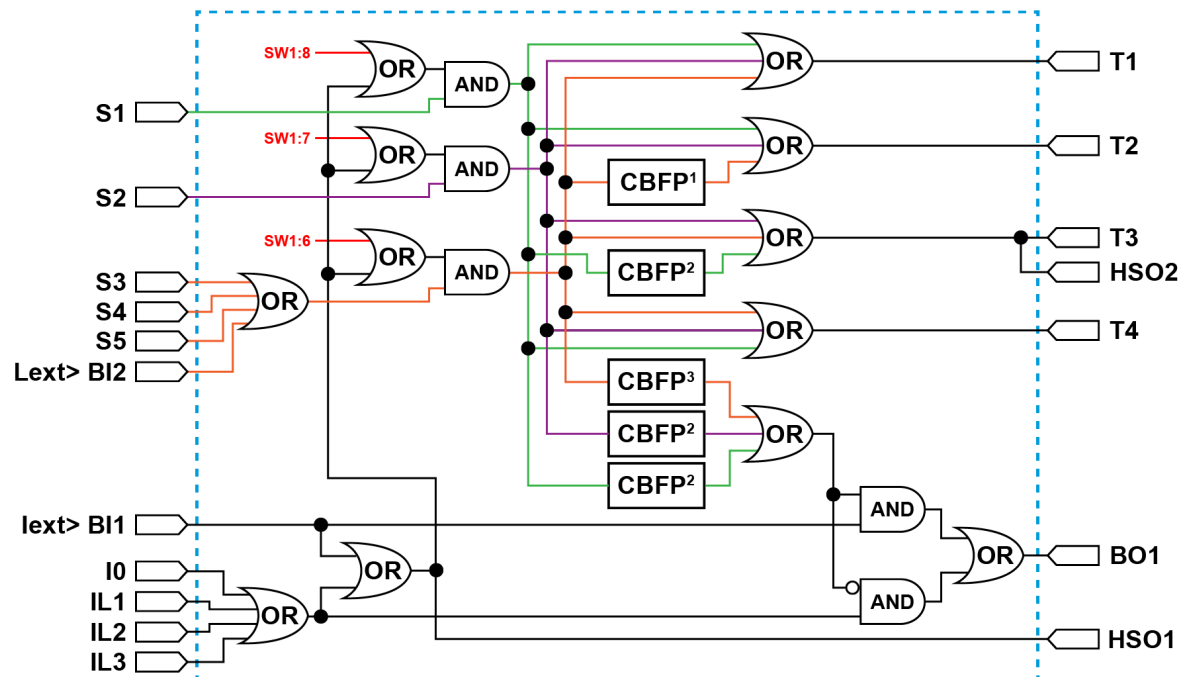 SW1:8
OR
AND
OR
T1
S1
SW1:7
OR
AND
OR
T2
CBFP¹
S2
SW1:6
OR
AND
OR
T3
CBFP²
HSO2
S3
S4
OR
S5
Lext> BI2
OR
T4
CBFP³
CBFP²
OR
CBFP²
Iext> BI1
AND
OR
BO1
I0
OR
IL1
OR
AND
IL2
IL3
HSO1